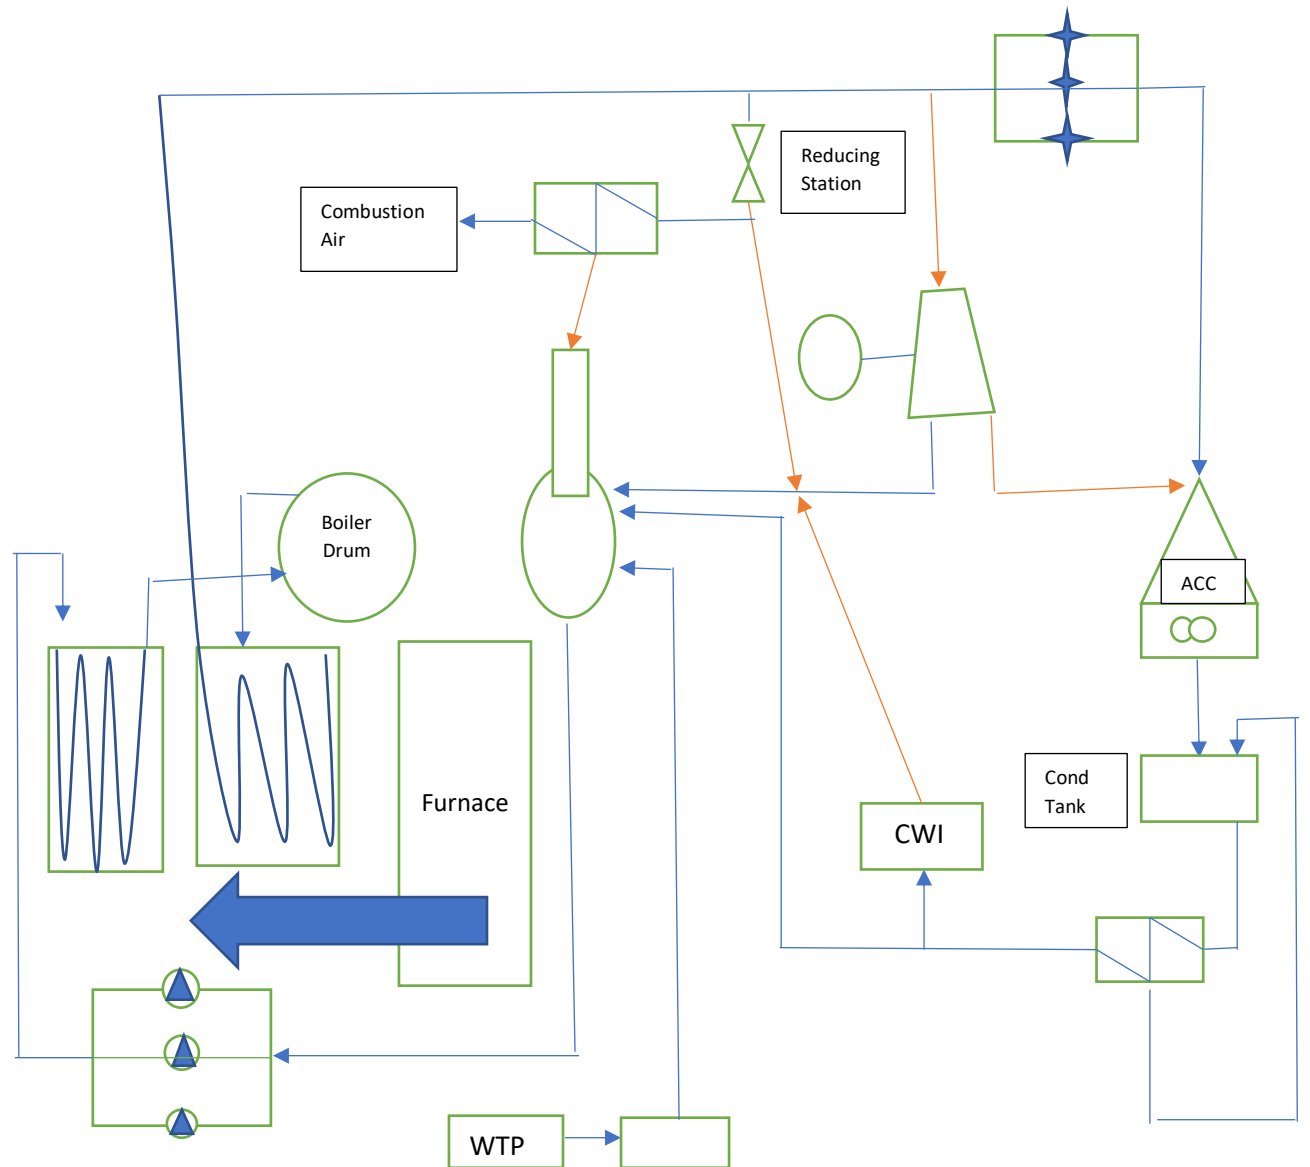 Reducing
Station
Combustion
Air
Boiler
Drum
ACC
Cond
Tank
Furnace
CWI
WTP